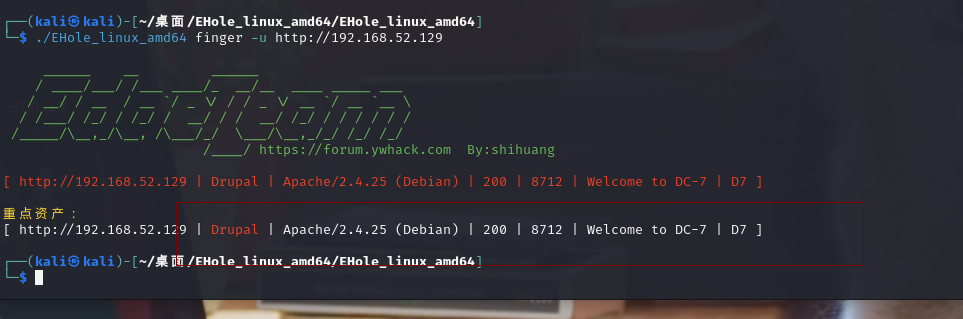 (kali㉿kali)-[~/桌面/EHole_linux_amd64/EHole_linux_amd64]
$ ./EHole_linux_amd64 finger -u http://192.168.52.129
EdgeTeam
https://forum.ywhack.com By:shihuang
[ http://192.168.52.129 | Drupal | Apache/2.4.25 (Debian) | 200 | 8712 | Welcome to DC-7 | D7 ]
重点资产：
[ http://192.168.52.129 | Drupal | Apache/2.4.25 (Debian) | 200 | 8712 | Welcome to DC-7 | D7 ]
(kali㉿kali)-[~/桌面/EHole_linux_amd64/EHole_linux_amd64]
$